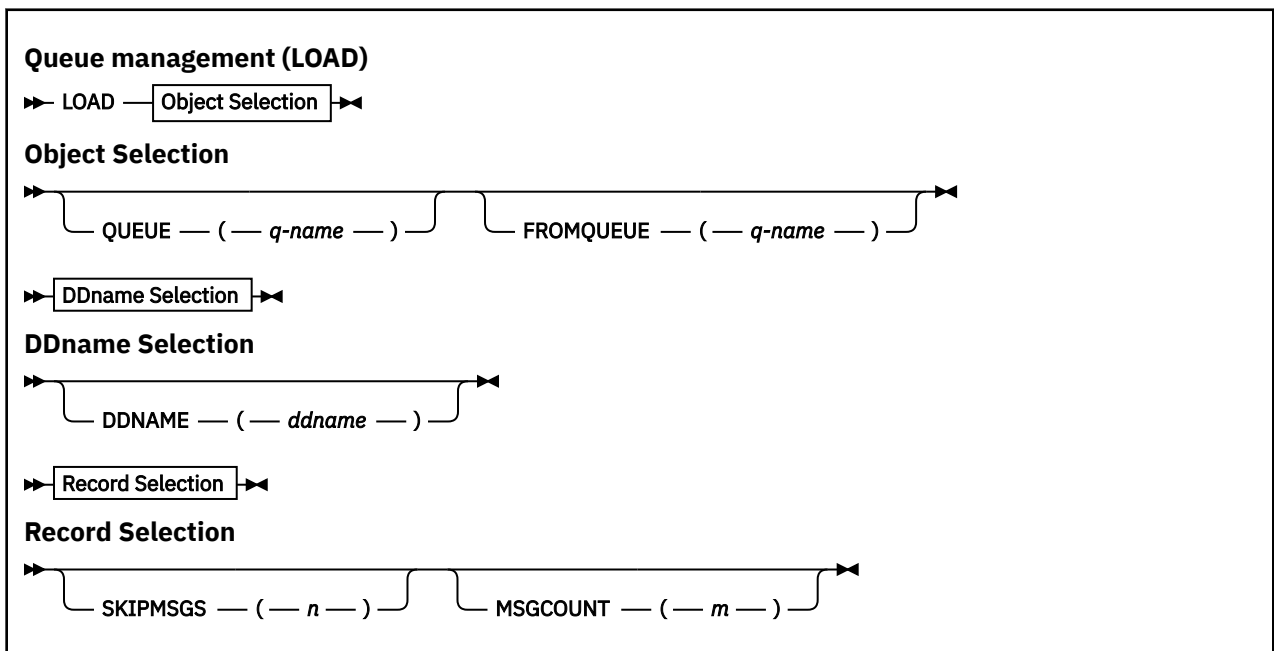 Queue management (LOAD)
LOAD Object Selection
Object Selection
QUEUE ( q-name ) FROMQUEUE ( q-name )
DDname Selection
DDname Selection
DDNAME ( ddname )
Record Selection
Record Selection
SKIPMSGS ( n ) MSGCOUNT ( m )